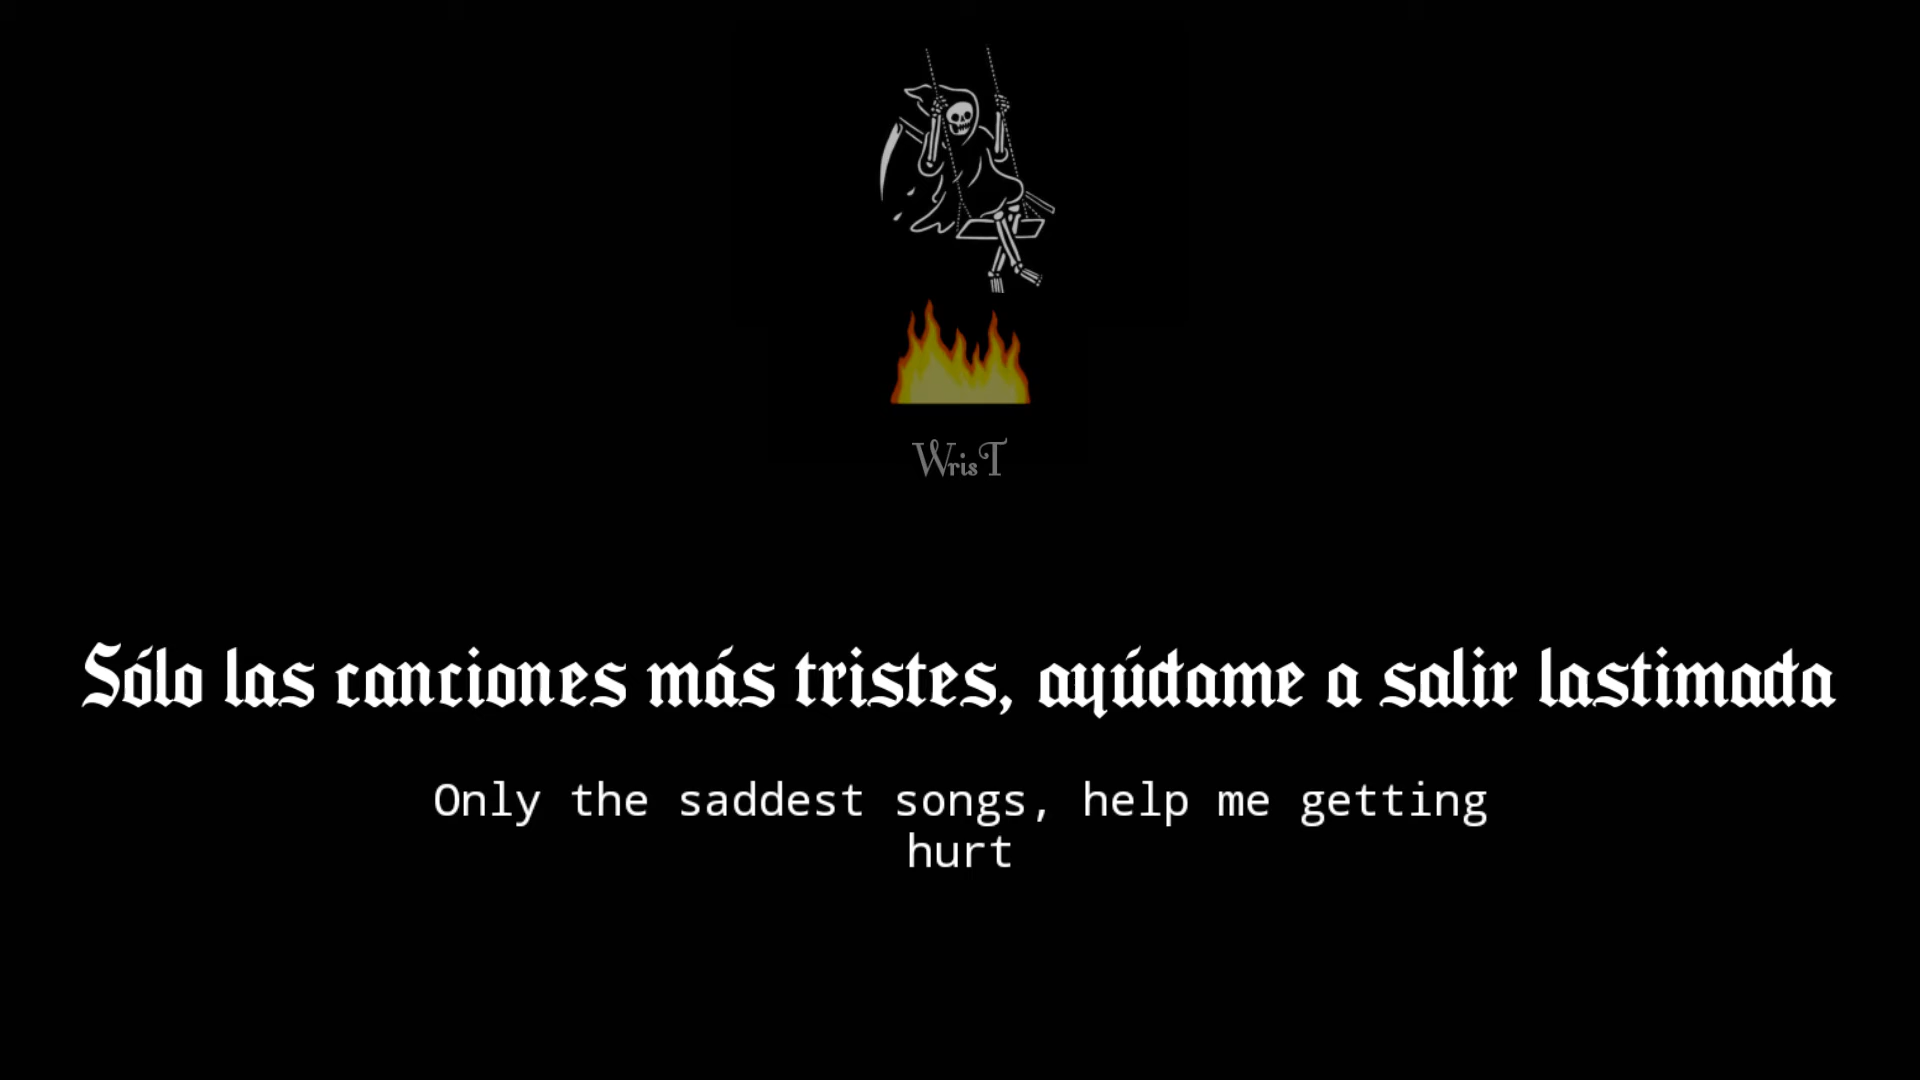 WrisT
Sólo las canciones más tristes, ayúdame a salir lastimada
Only the saddest songs, help me getting
hurt